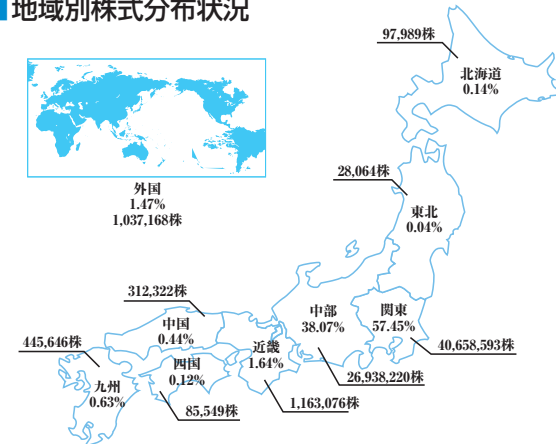 地域別株式分布状況
97,989株
北海道
0.14%
外国
1.47%
1,037,168株
28,064株
東北
0.04%
312,322株
中国
0.44%
中部
38.07%
関東
57.45%
445,646株
九州
0.63%
四国
0.12%
近畿
1.64%
40,658,593株
26,938,220株
85,549株
1,163,076株